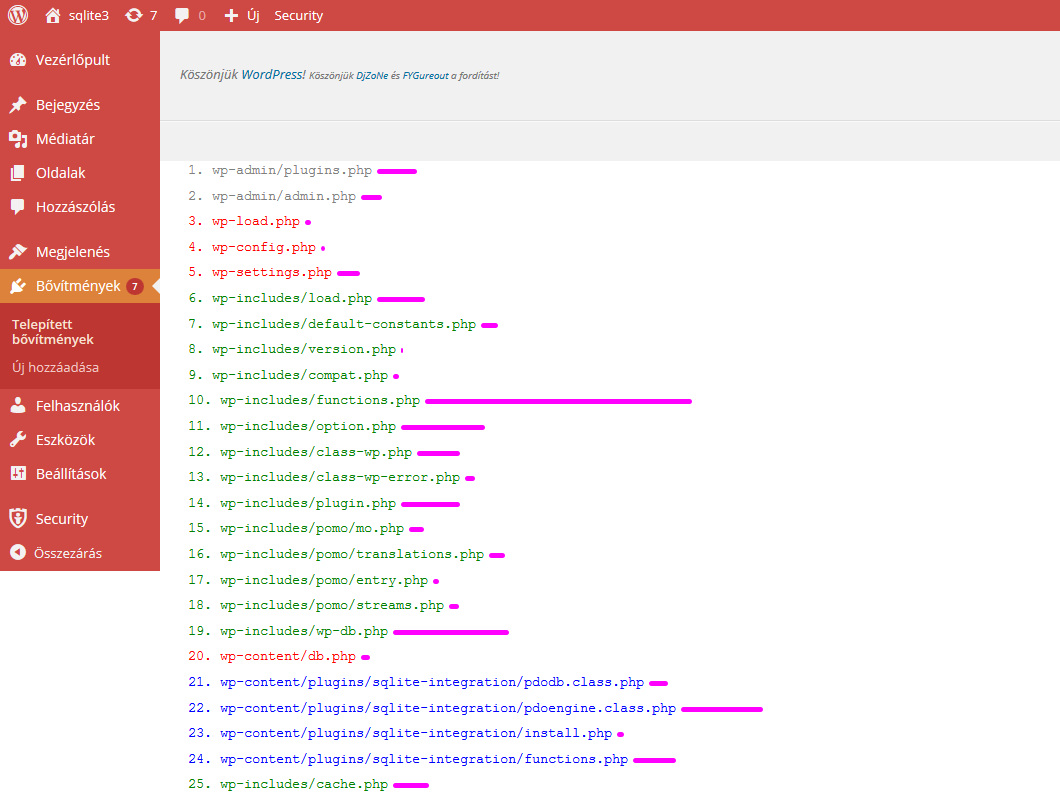 sqlite3 7 0 Új Security
Vezérlőpult
Bejegyzés
Médiatár
Oldalak
Hozzászólás
Megjelenés
Bővítmények 7
Telepített
bővítmények
Új hozzáadása
Felhasználók
Eszközök
Beállítások
Security
Összezárás
Köszönjük WordPress! Köszönjük DjZoNe és FYGureout a fordítást!
1. wp-admin/plugins.php
2. wp-admin/admin.php
3. wp-load.php
4. wp-config.php
5. wp-settings.php
6. wp-includes/load.php
7. wp-includes/default-constants.php
8. wp-includes/version.php
9. wp-includes/compat.php
10. wp-includes/functions.php
11. wp-includes/option.php
12. wp-includes/class-wp.php
13. wp-includes/class-wp-error.php
14. wp-includes/plugin.php
15. wp-includes/pomo/mo.php
16. wp-includes/pomo/translations.php
17. wp-includes/pomo/entry.php
18. wp-includes/pomo/streams.php
19. wp-includes/wp-db.php
20. wp-content/db.php
21. wp-content/plugins/sqlite-integration/pdodb.class.php
22. wp-content/plugins/sqlite-integration/pdoengine.class.php
23. wp-content/plugins/sqlite-integration/install.php
24. wp-content/plugins/sqlite-integration/functions.php
25. wp-includes/cache.php